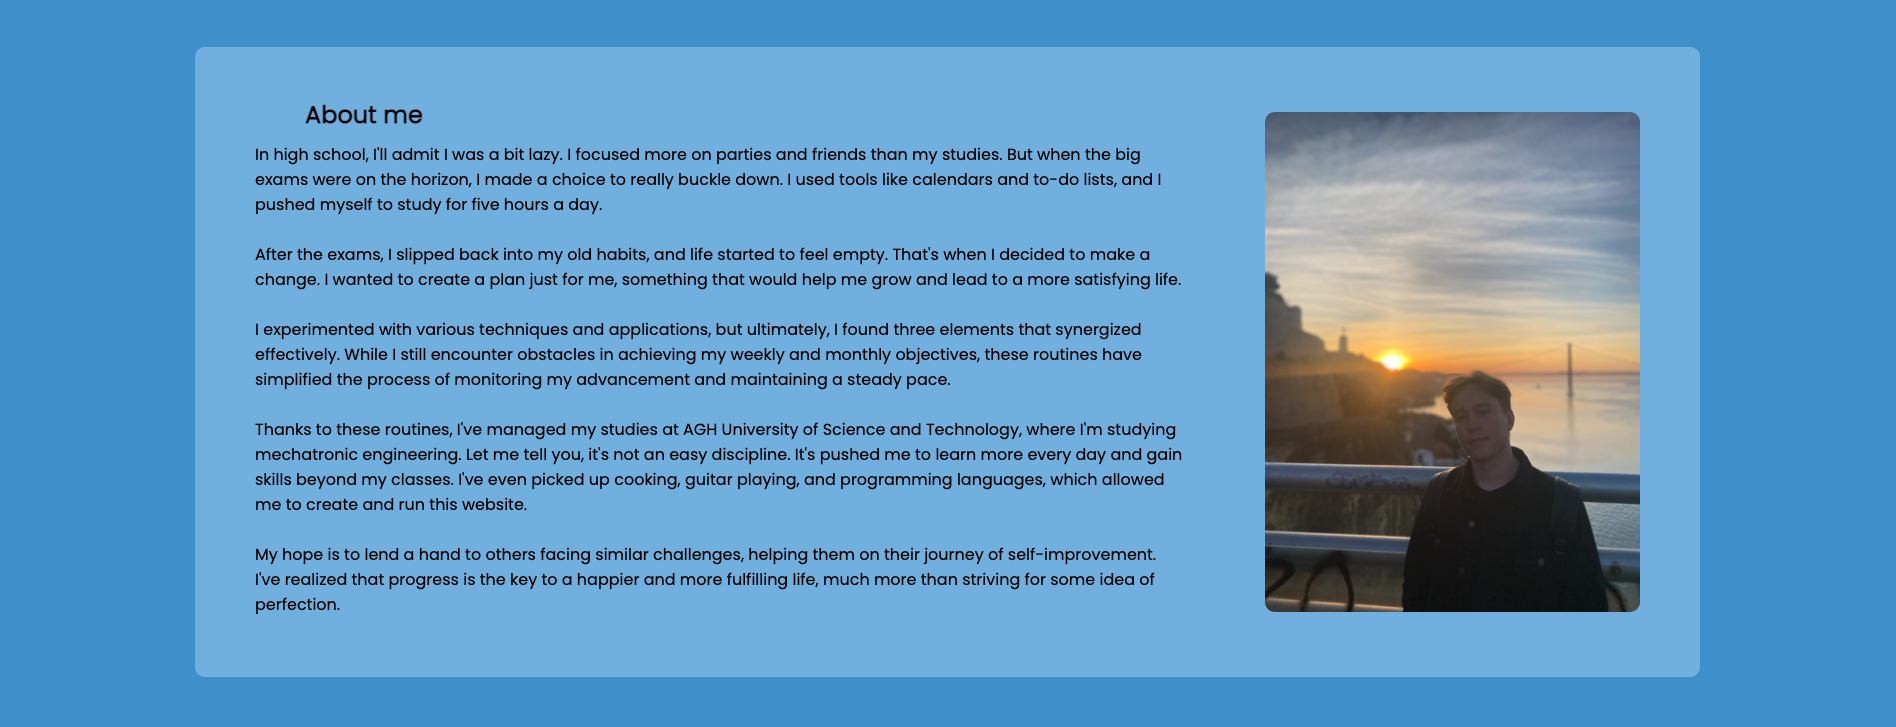 About me
In high school, I'll admit I was a bit lazy. I focused more on parties and friends than my studies. But when the big
exams were on the horizon, I made a choice to really buckle down. I used tools like calendars and to-do lists, and I
pushed myself to study for five hours a day.
After the exams, I slipped back into my old habits, and life started to feel empty. That's when I decided to make a
change. I wanted to create a plan just for me, something that would help me grow and lead to a more satisfying life.
I experimented with various techniques and applications, but ultimately, I found three elements that synergized
effectively. While I still encounter obstacles in achieving my weekly and monthly objectives, these routines have
simplified the process of monitoring my advancement and maintaining a steady pace.
Thanks to these routines, I've managed my studies at AGH University of Science and Technology, where I'm studying
mechatronic engineering. Let me tell you, it's not an easy discipline. It's pushed me to learn more every day and gain
skills beyond my classes. I've even picked up cooking, guitar playing, and programming languages, which allowed
me to create and run this website.
My hope is to lend a hand to others facing similar challenges, helping them on their journey of self-improvement.
I've realized that progress is the key to a happier and more fulfilling life, much more than striving for some idea of
perfection.